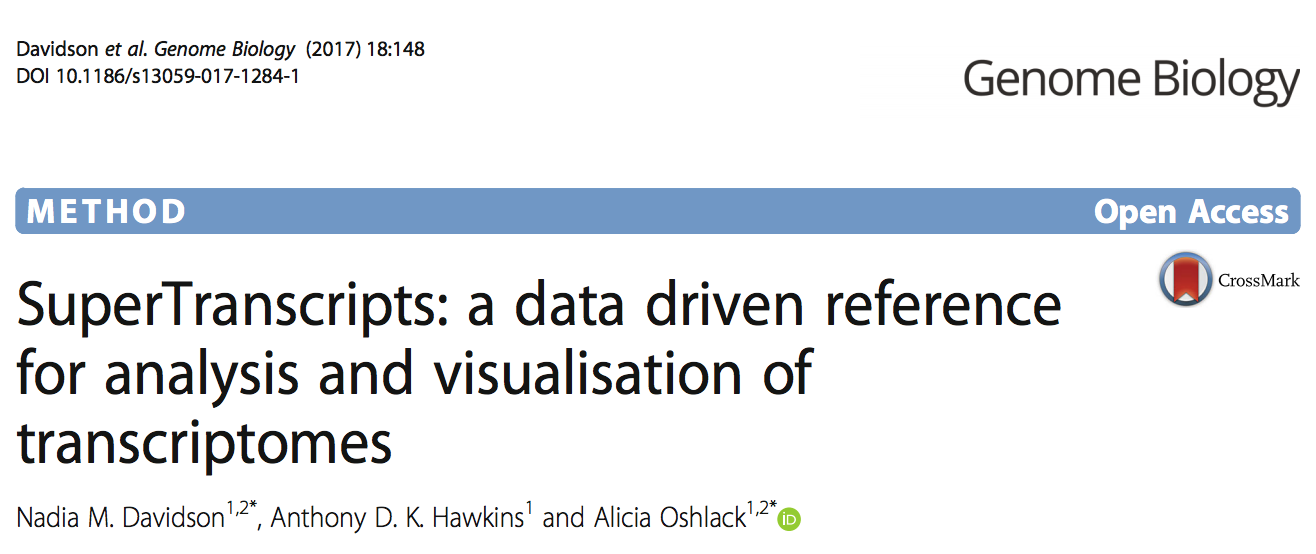 Davidson et al. Genome Biology (2017) 18:148
DOI 10.1186/s13059-017-1284-1
Genome Biology
METHOD
Open Access
CrossMark
SuperTranscripts: a data driven reference
for analysis and visualisation of
transcriptomes
Nadia M. Davidson1,2*, Anthony D. K. Hawkins1 and Alicia Oshlack1,2* iD